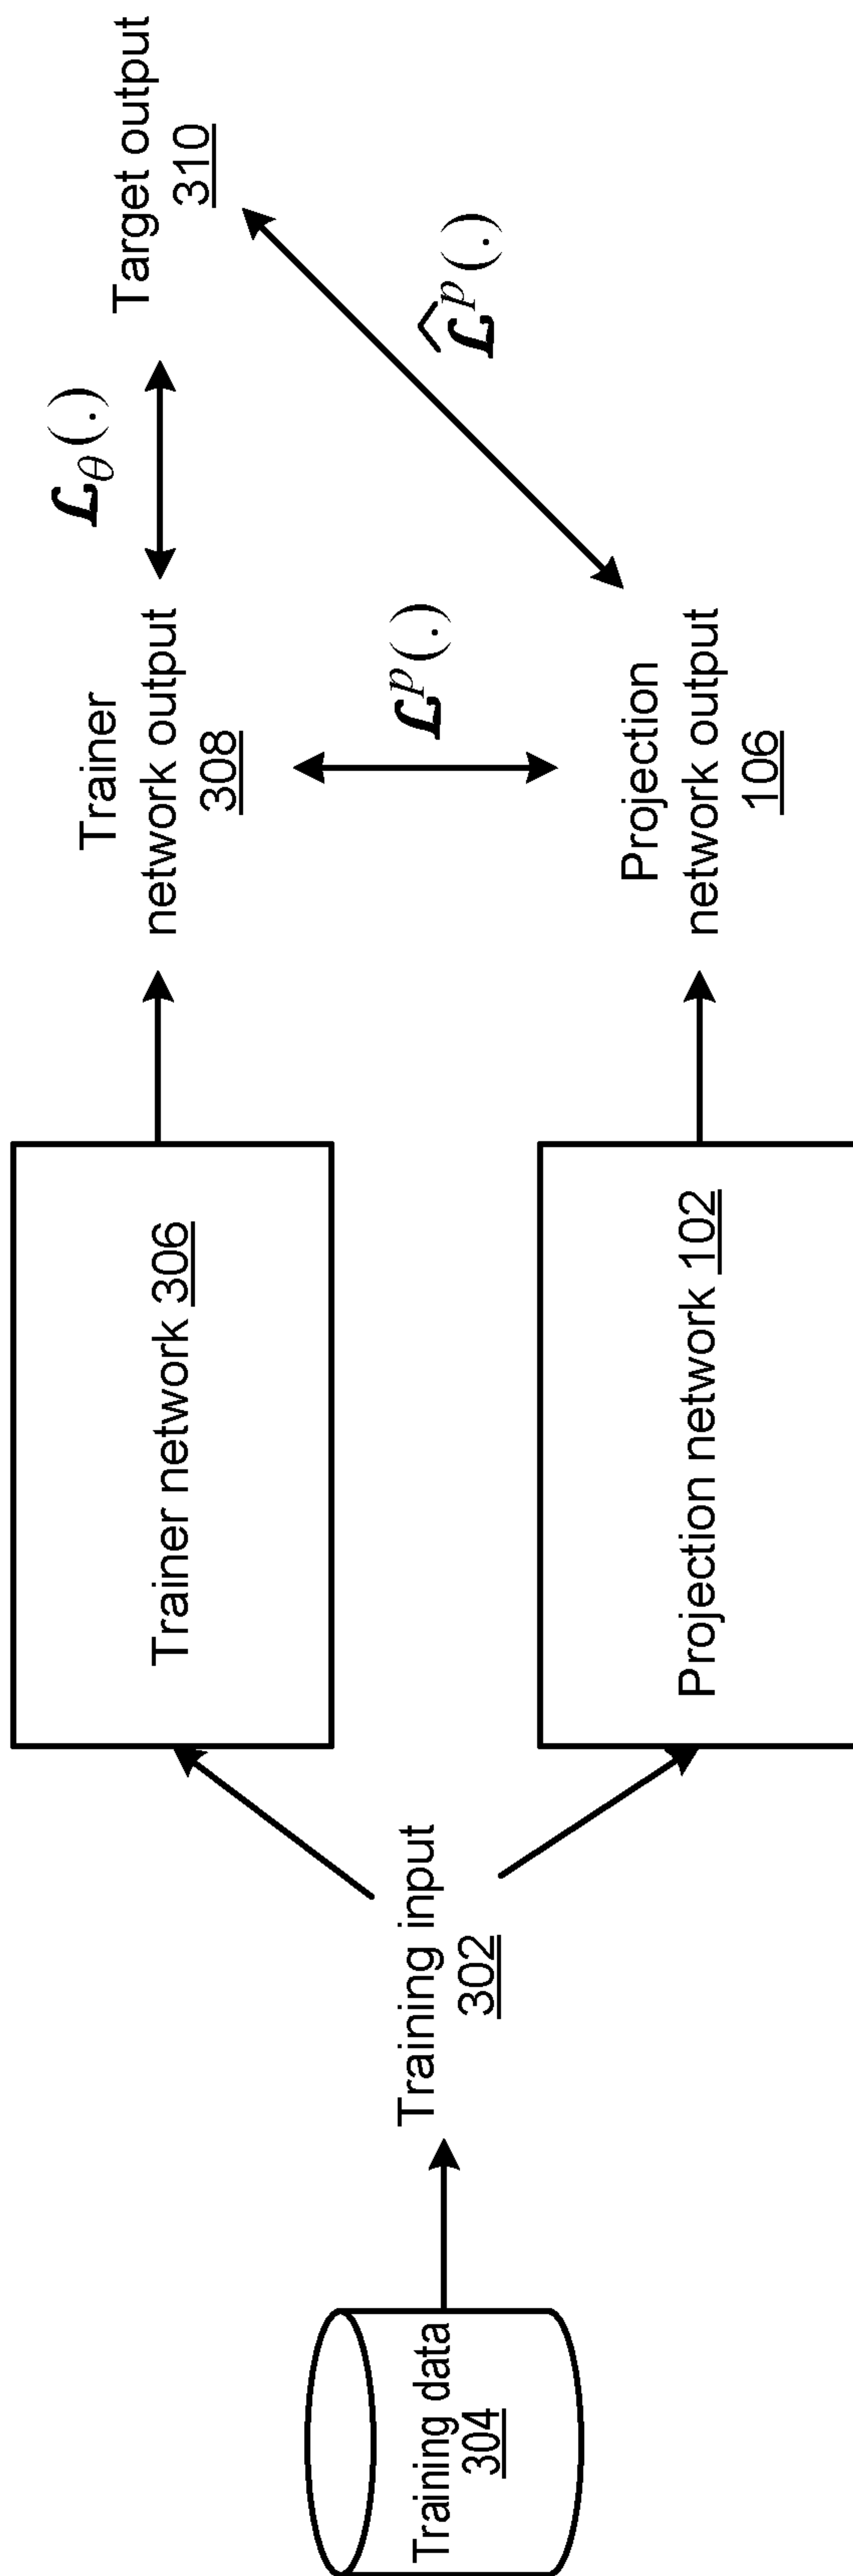 Training data
304
Training input
302
Trainer network 306
Projection network 102
Trainer
network output
308
Projection
network output
106
𝓛θ(.)
𝓛ᵖ(.)
𝓛̂ᵖ(.)
Target output
310